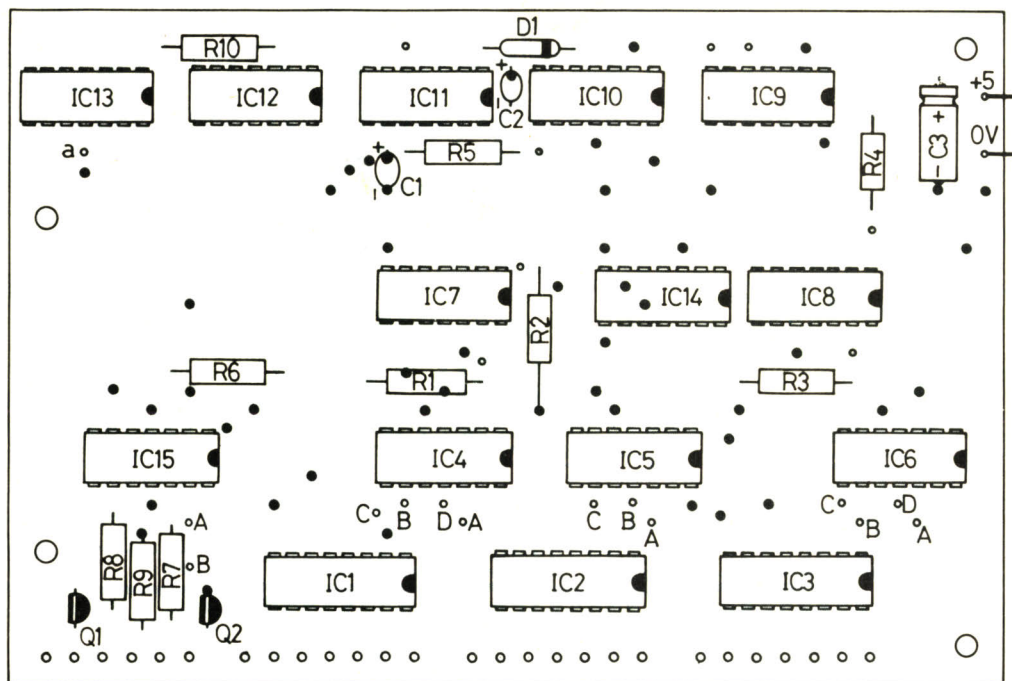 D1
R10
+5
IC13 IC12 IC11 + - C2 IC10 IC9 C3 + -
0V
a R5 R4
+ - C1
IC7 R2 IC14 IC8
R6 R1 R3
IC15 IC4 IC5 IC6
C B D A C B A C B D A
A
B
R8 R9 R7 IC1 IC2 IC3
Q1 Q2